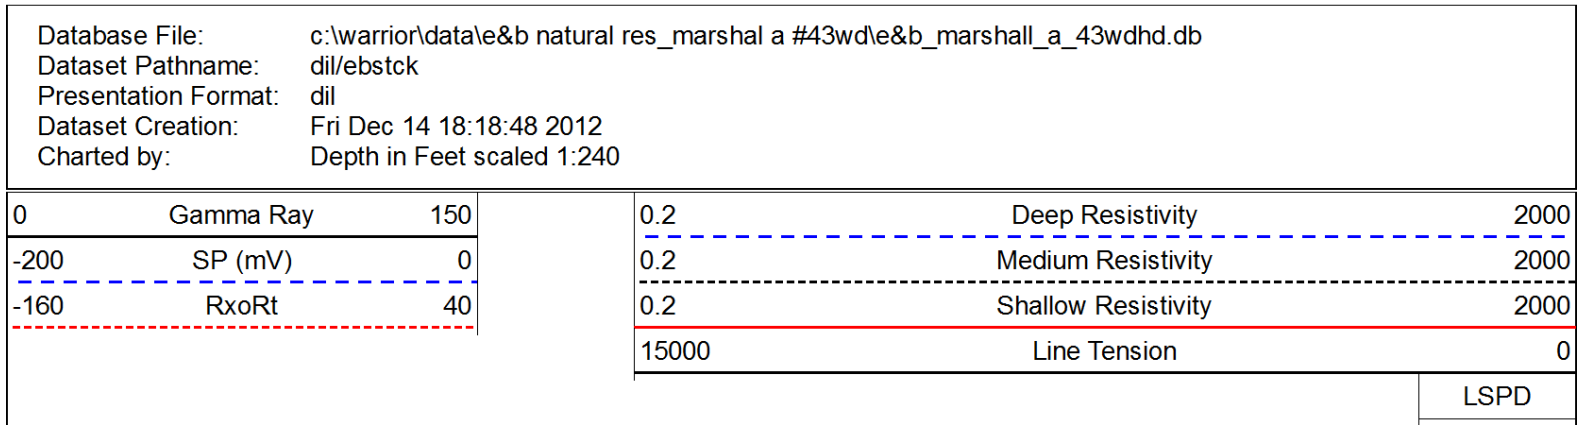 Database File: c:\warrior\data\e&b natural res_marshal a #43wd\e&b_marshall_a_43wdhd.db
Dataset Pathname: dil/ebstck
Presentation Format: dil
Dataset Creation: Fri Dec 14 18:18:48 2012
Charted by: Depth in Feet scaled 1:240
0 Gamma Ray 150 0.2 Deep Resistivity 2000
-200 SP (mV) 0 0.2 Medium Resistivity 2000
-160 RxoRt 40 0.2 Shallow Resistivity 2000
15000 Line Tension 0
LSPD